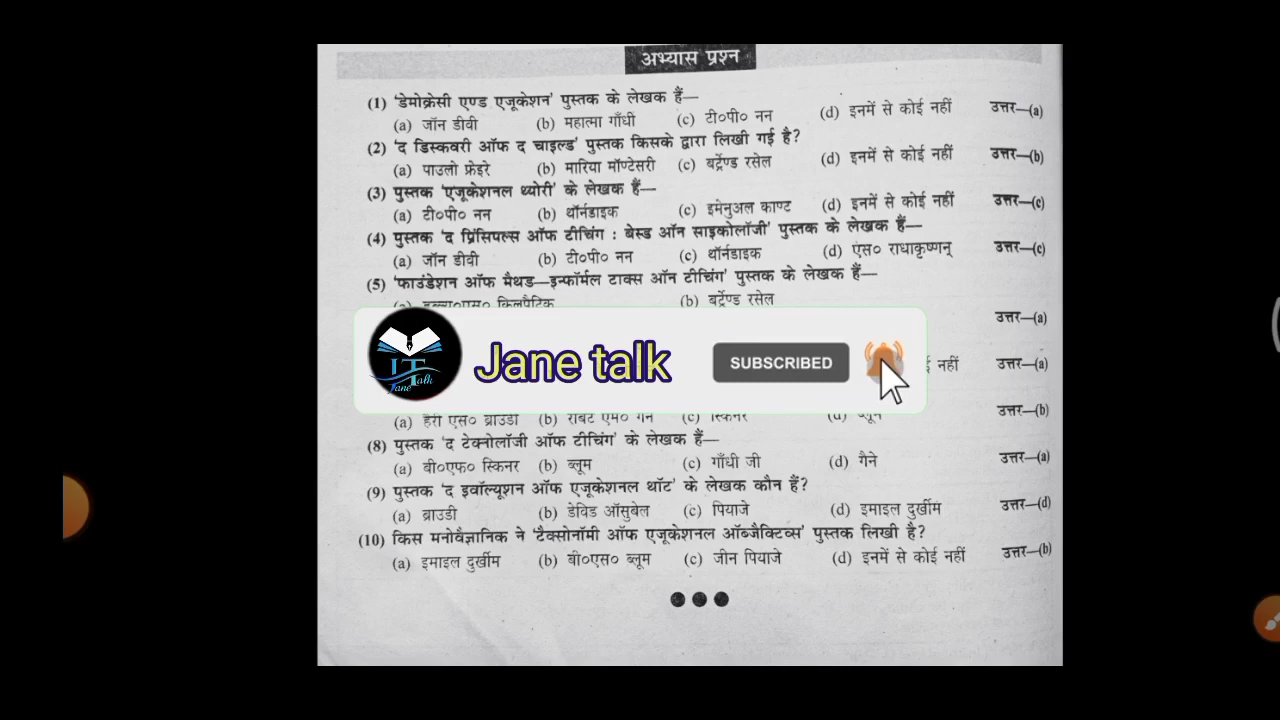 अभ्यास प्रश्न
(1) 'डेमोक्रेसी एण्ड एजूकेशन' पुस्तक के लेखक हैं—
(a) जॉन डीवी (b) महात्मा गाँधी (c) टी०पी० नन (d) इनमें से कोई नहीं उत्तर—(a)
(2) 'द डिस्कवरी ऑफ द चाइल्ड' पुस्तक किसके द्वारा लिखी गई है?
(a) पाउलो फ्रेइरे (b) मारिया मॉण्टेसरी (c) बर्ट्रेण्ड रसेल (d) इनमें से कोई नहीं उत्तर—(b)
(3) पुस्तक 'एजूकेशनल थ्योरी' के लेखक हैं—
(a) टी०पी० नन (b) थॉर्नडाइक (c) इमेनुअल काण्ट (d) इनमें से कोई नहीं उत्तर—(c)
(4) पुस्तक 'द प्रिंसिपल्स ऑफ टीचिंग : बेस्ड ऑन साइकोलॉजी' पुस्तक के लेखक हैं—
(a) जॉन डीवी (b) टी०पी० नन (c) थॉर्नडाइक (d) एस० राधाकृष्णन् उत्तर—(c)
(5) 'फाउंडेशन ऑफ मैथड—इन्फॉर्मल टाक्स ऑन टीचिंग' पुस्तक के लेखक हैं—
(b) बर्ट्रेण्ड रसेल
उत्तर—(a)
Jane talk SUBSCRIBED
JT Jane Talk
नहीं उत्तर—(a)
(a) हैरी एस० ब्राउडी (b) रॉबर्ट एम० गैने (c) स्किनर (d) ब्लूम उत्तर—(b)
(8) पुस्तक 'द टेक्नोलॉजी ऑफ टीचिंग' के लेखक हैं—
(a) बी०एफ० स्किनर (b) ब्लूम (c) गाँधी जी (d) गैने उत्तर—(a)
(9) पुस्तक 'द इवॉल्यूशन ऑफ एजूकेशनल थॉट' के लेखक कौन हैं?
(a) ब्राउडी (b) डेविड ऑसुबेल (c) पियाजे (d) इमाइल दुर्खीम उत्तर—(d)
(10) किस मनोवैज्ञानिक ने 'टैक्सोनॉमी ऑफ एजूकेशनल ऑब्जैक्टिव्स' पुस्तक लिखी है?
(a) इमाइल दुर्खीम (b) बी०एस० ब्लूम (c) जीन पियाजे (d) इनमें से कोई नहीं उत्तर—(b)